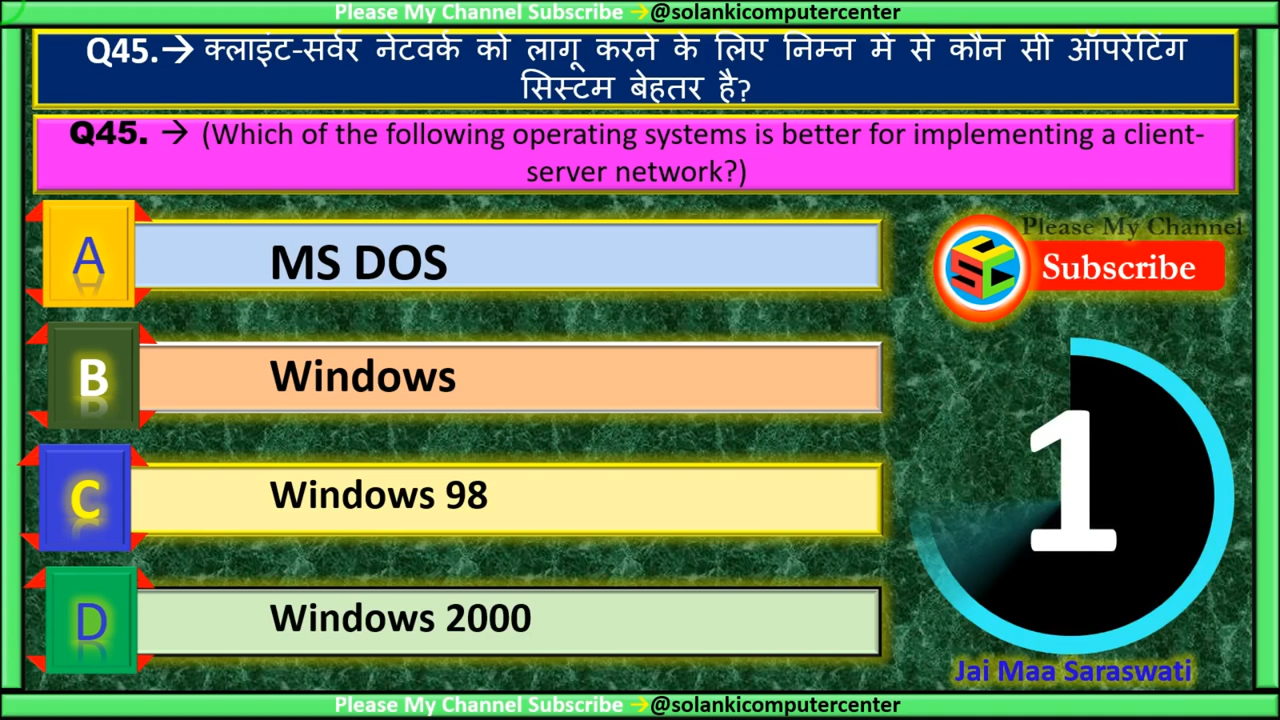 Please My Channel Subscribe →@solankicomputercenter
Q45.→ क्लाइंट-सर्वर नेटवर्क को लागू करने के लिए निम्न में से कौन सी ऑपरेटिंग
सिस्टम बेहतर है?
Q45. → (Which of the following operating systems is better for implementing a client-
server network?)
A
MS DOS
Please My Channel
SCC
Subscribe
B
Windows
C
Windows 98
1
D
Windows 2000
Jai Maa Saraswati
Please My Channel Subscribe →@solankicomputercenter